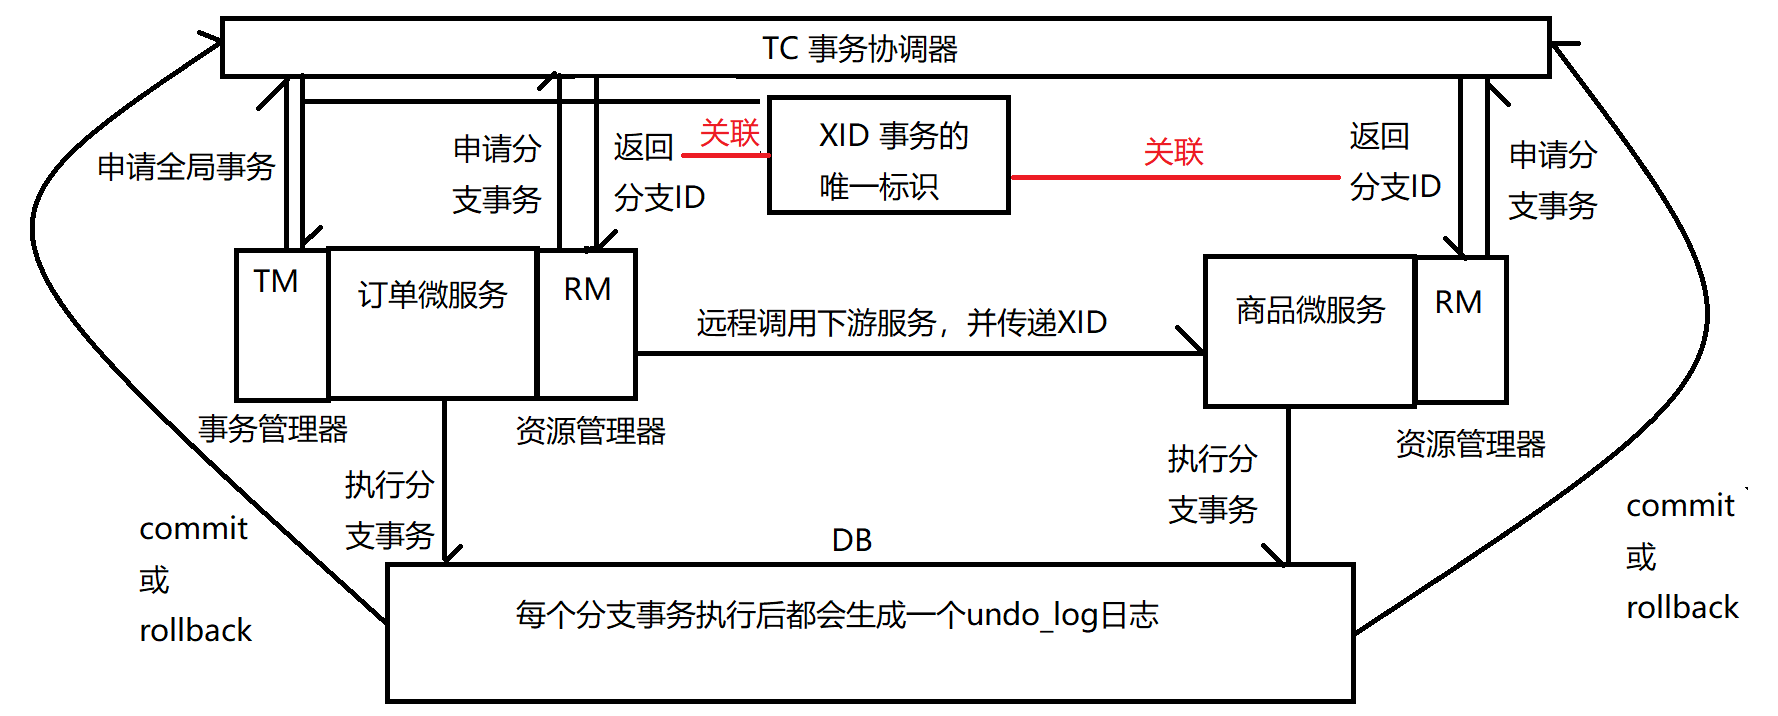 TC 事务协调器
申请全局事务
申请分
支事务
返回
分支ID
关联
XID 事务的
唯一标识
关联
返回
分支ID
申请分
支事务
TM
订单微服务
RM
远程调用下游服务，并传递XID
商品微服务
RM
事务管理器
资源管理器
资源管理器
执行分
支事务
执行分
支事务
commit
或
rollback
DB
commit
或
rollback
每个分支事务执行后都会生成一个undo_log日志